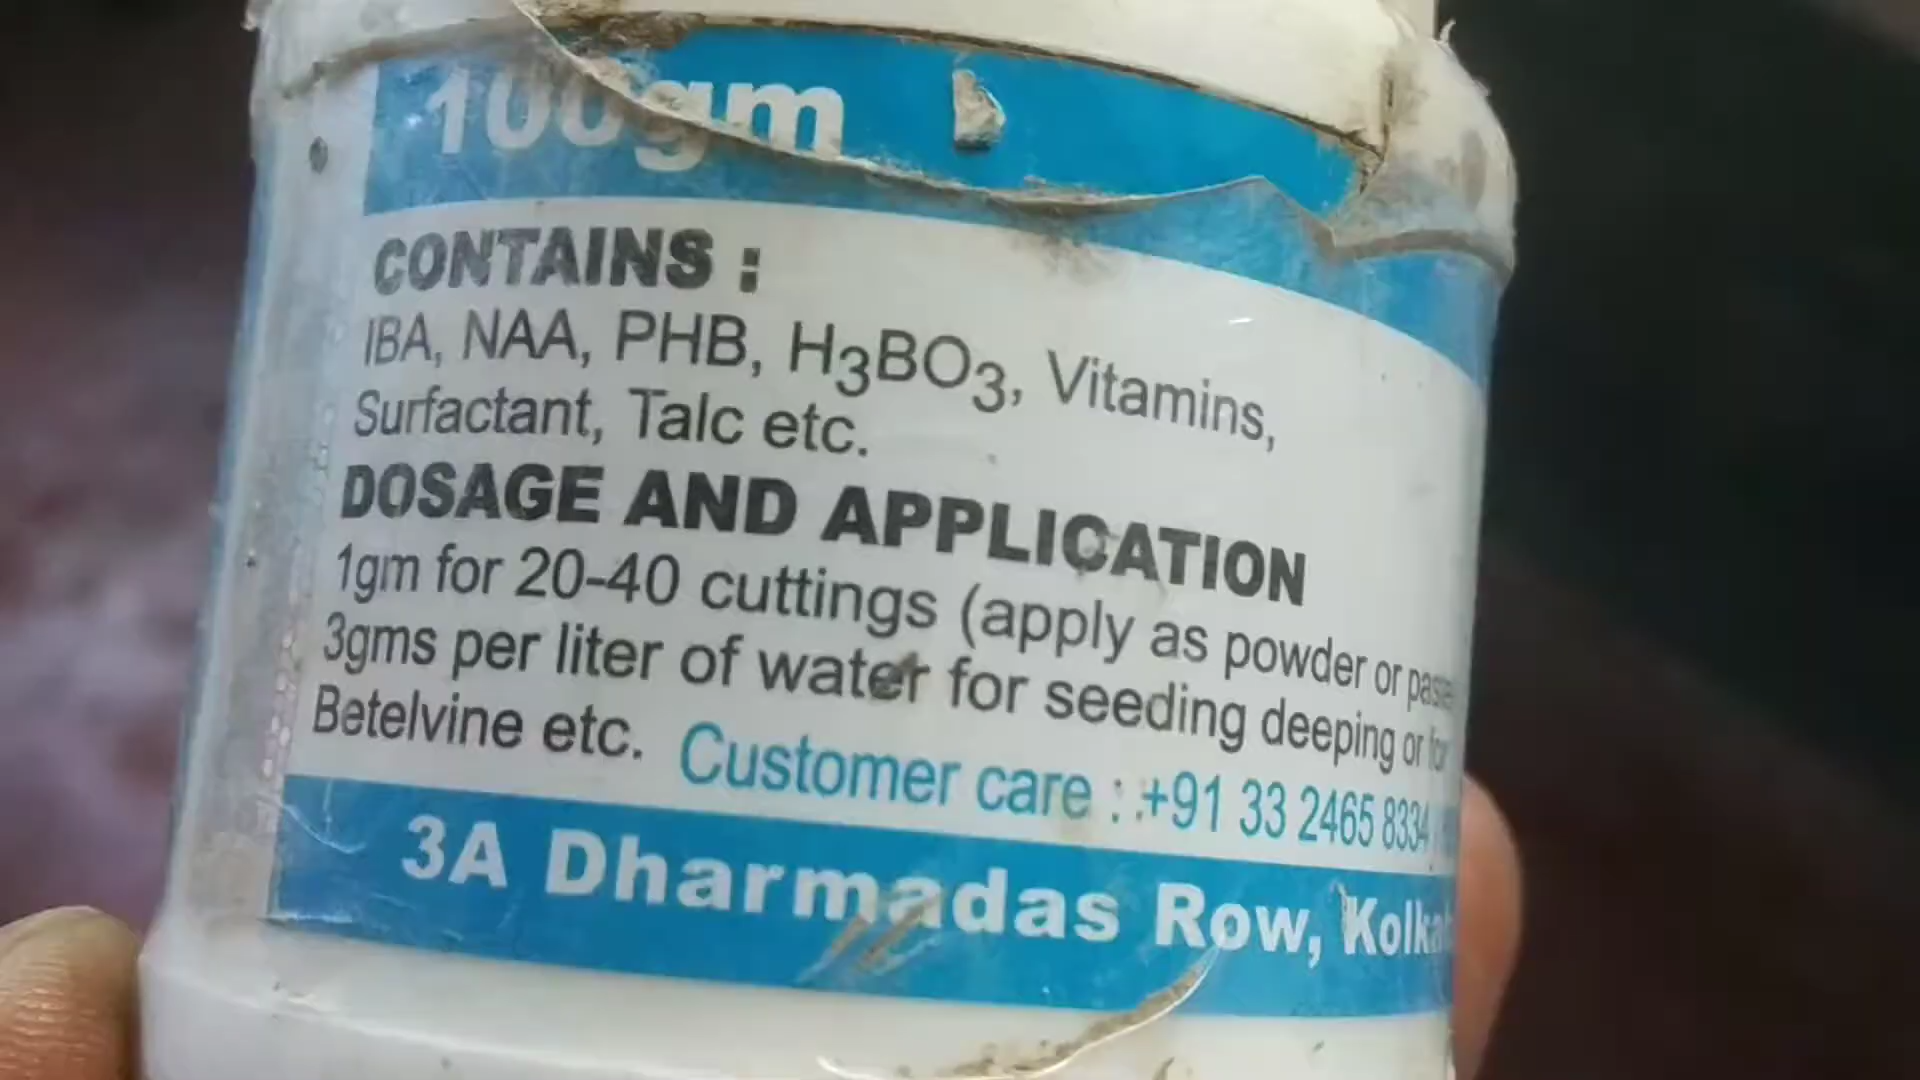 100gm
CONTAINS :
IBA, NAA, PHB, H3BO3, Vitamins,
Surfactant, Talc etc.
DOSAGE AND APPLICATION
1gm for 20-40 cuttings (apply as powder or
3gms per liter of water for seeding deeping or for
Betelvine etc. Customer care : +91 33 2465 8334
3A Dharmadas Row,